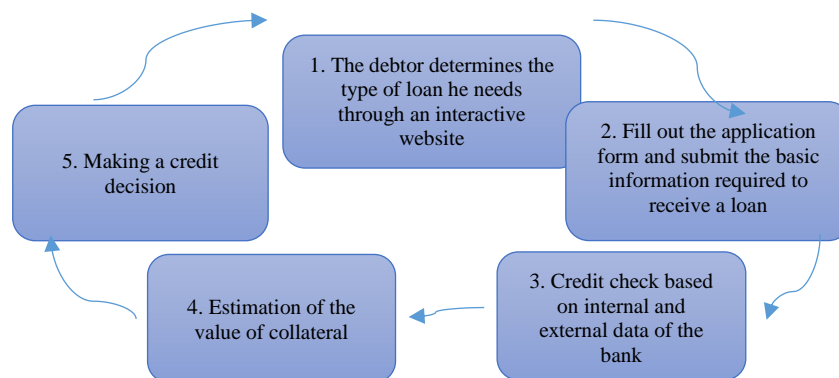 1. The debtor determines the
type of loan he needs
through an interactive
website
2. Fill out the application
form and submit the basic
information required to
receive a loan
3. Credit check based
on internal and
external data of the
bank
4. Estimation of the
value of collateral
5. Making a credit
decision